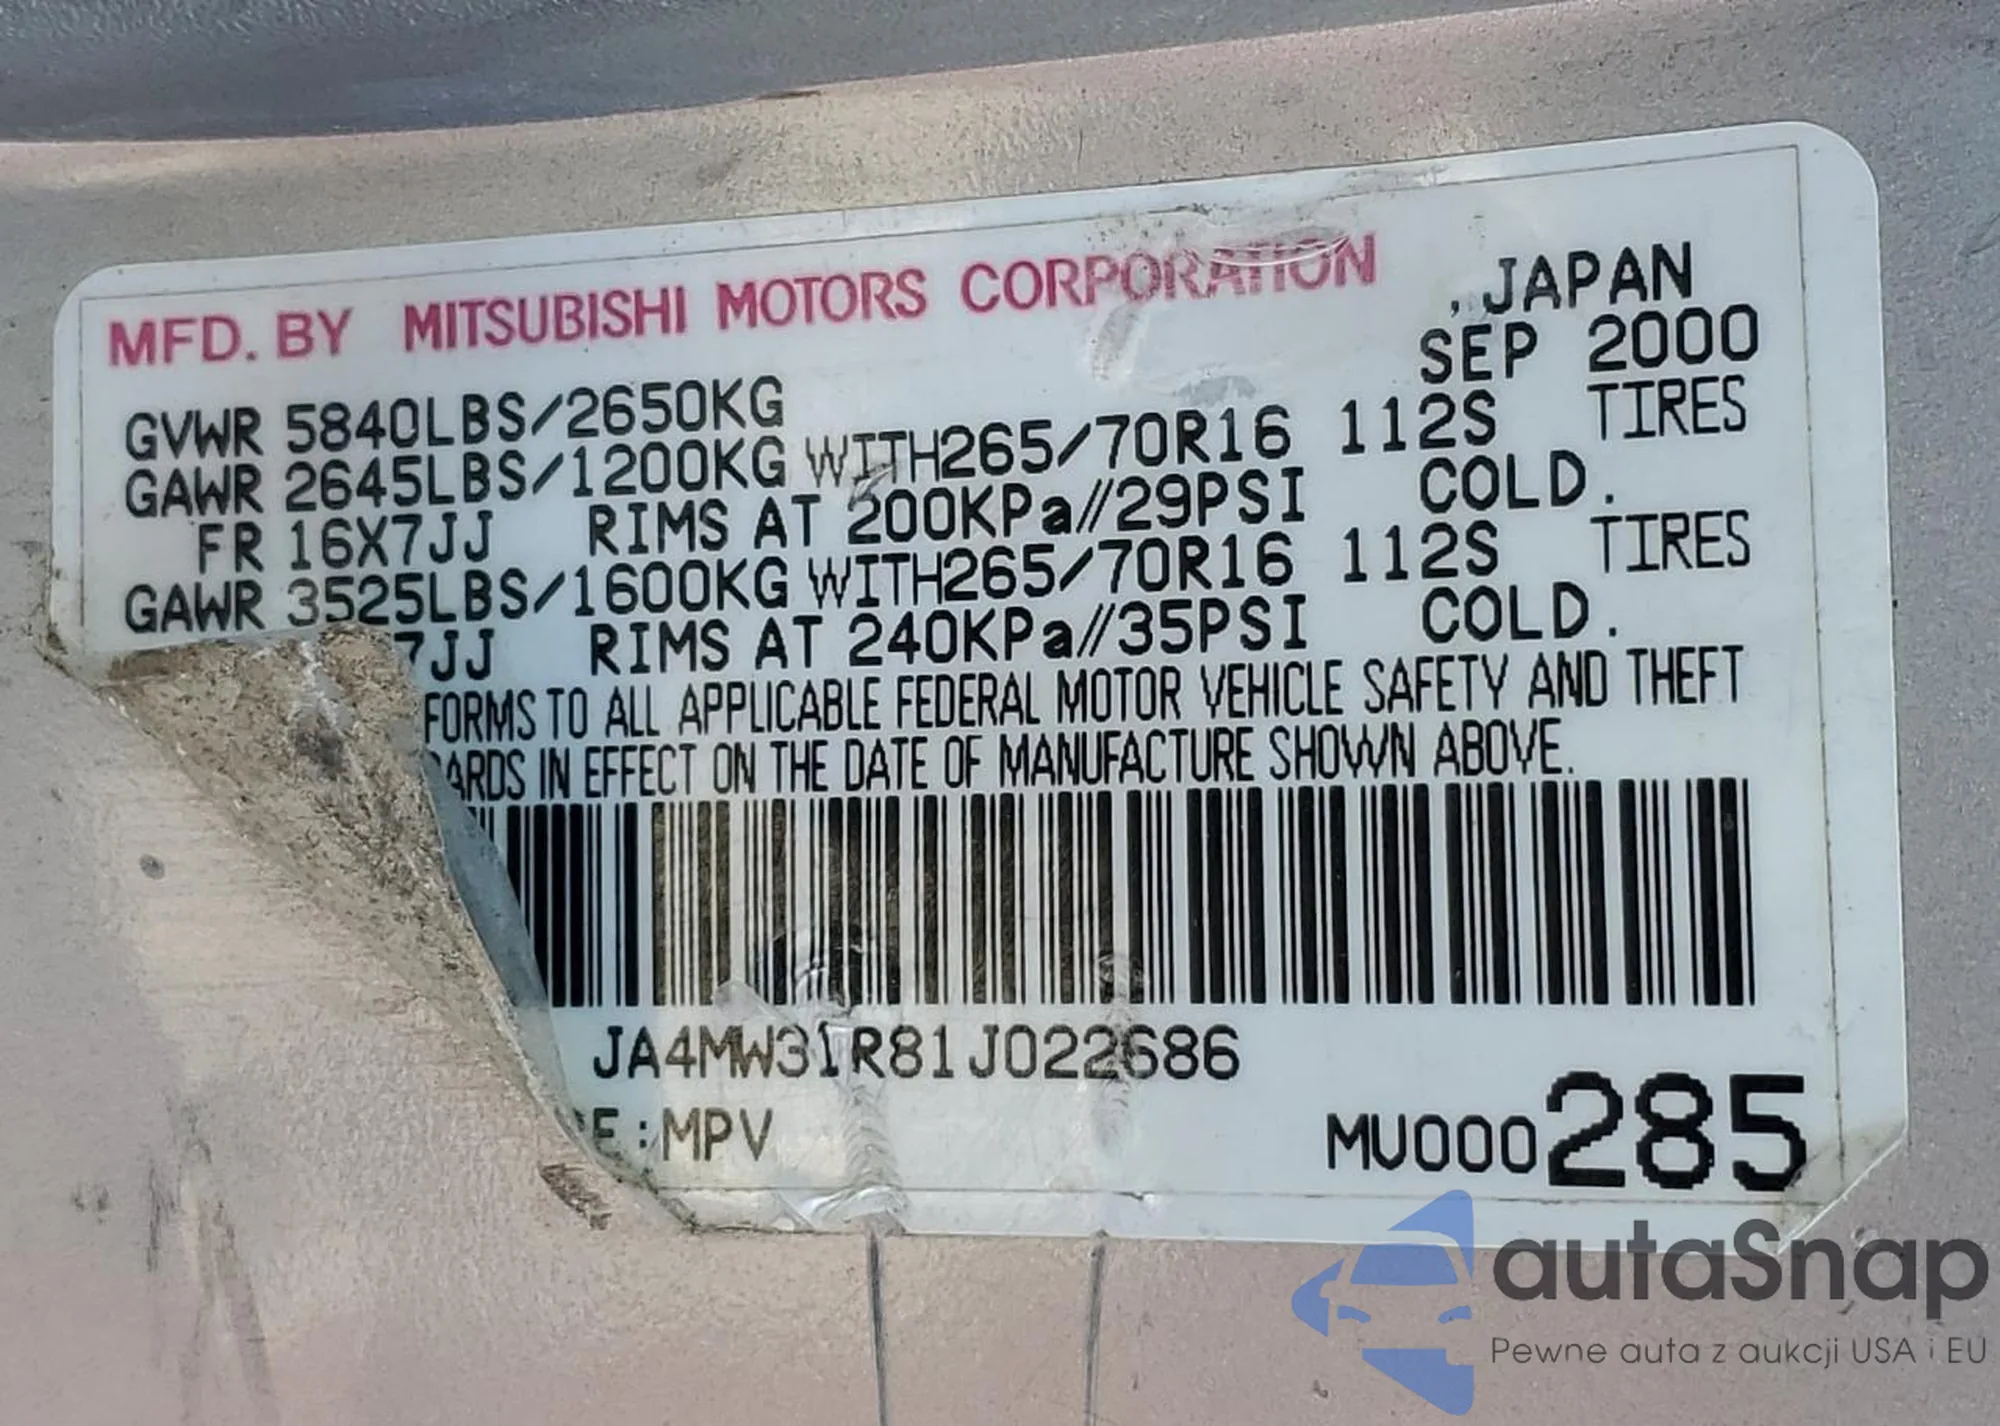 MFD. BY MITSUBISHI MOTORS CORPORATION , JAPAN
SEP 2000
GVWR 5840LBS/2650KG
GAWR 2645LBS/1200KG WITH265/70R16 112S TIRES
FR 16X7JJ RIMS AT 200KPa//29PSI COLD.
GAWR 3525LBS/1600KG WITH265/70R16 112S TIRES
7JJ RIMS AT 240KPa//35PSI COLD.
FORMS TO ALL APPLICABLE FEDERAL MOTOR VEHICLE SAFETY AND THEFT
ARDS IN EFFECT ON THE DATE OF MANUFACTURE SHOWN ABOVE.
JA4MW31R81J022686
E:MPV
MU000285
autaSnap
Pewne auta z aukcji USA i EU